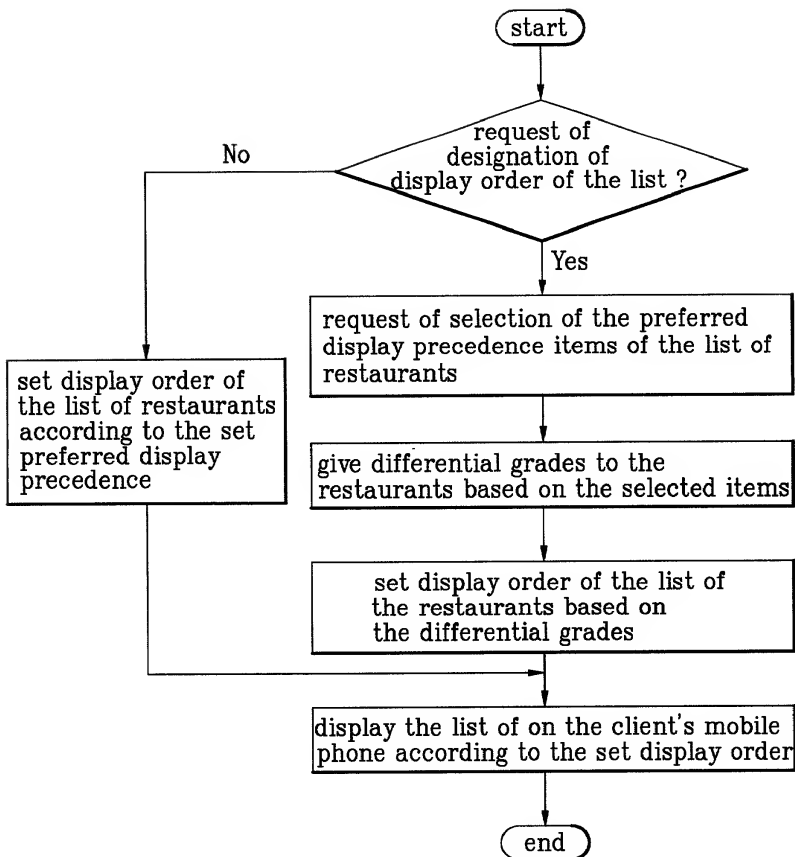 start
request of
designation of
display order of the list ?
No
Yes
request of selection of the preferred
display precedence items of the list of
restaurants
set display order of
the list of restaurants
according to the set
preferred display
precedence
give differential grades to the
restaurants based on the selected items
set display order of the list of
the restaurants based on
the differential grades
display the list of on the client's mobile
phone according to the set display order
end